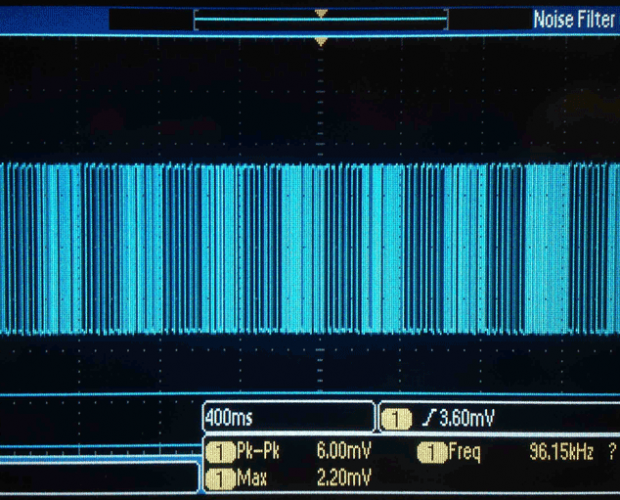 Noise Filter
400ms
1 3.60mV
1 Pk-Pk 6.00mV 1 Freq 96.15kHz ?
1 Max 2.20mV